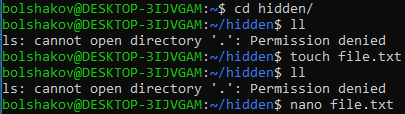 bolshakov@DESKTOP-3IJVGAM:~$ cd hidden/
bolshakov@DESKTOP-3IJVGAM:~/hidden$ ll
ls: cannot open directory '.': Permission denied
bolshakov@DESKTOP-3IJVGAM:~/hidden$ touch file.txt
bolshakov@DESKTOP-3IJVGAM:~/hidden$ ll
ls: cannot open directory '.': Permission denied
bolshakov@DESKTOP-3IJVGAM:~/hidden$ nano file.txt